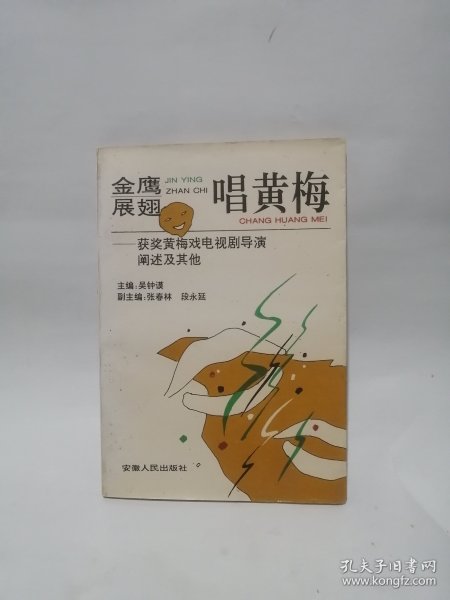 金鹰 JIN YING
展翅 ZHAN CHI
唱黄梅
CHANG HUANG MEI
——获奖黄梅戏电视剧导演
阐述及其他
主编:吴钟谟
副主编:张春林 段永延
安徽人民出版社
孔夫子旧书网
www.kongfz.com